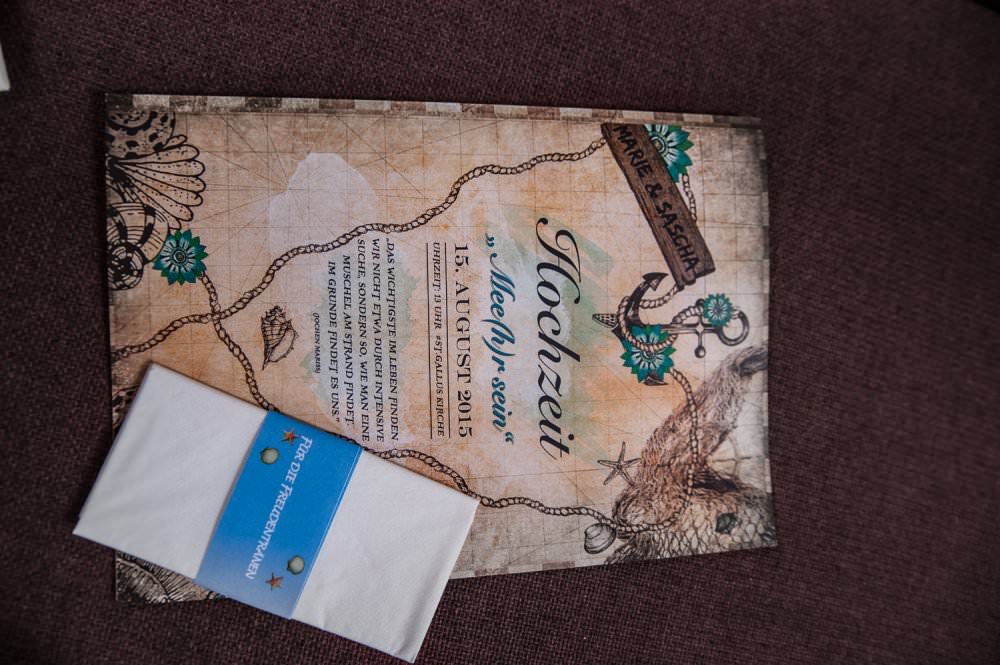 MARIE & SASCHA
Hochzeit
„Mee(h)r sein“
15. AUGUST 2015
UHRZEIT: 13 UHR #ST.GALLUS KIRCHE
„DAS WICHTIGSTE IM LEBEN FINDEN
WIR NICHT ETWA DURCH INTENSIVE
SUCHE, SONDERN SO, WIE MAN EINE
MUSCHEL AM STRAND FINDET.
IM GRUNDE FINDET ES UNS.“
(JOCHEN MARISS)
FÜR DIE FREUDENTRÄNEN